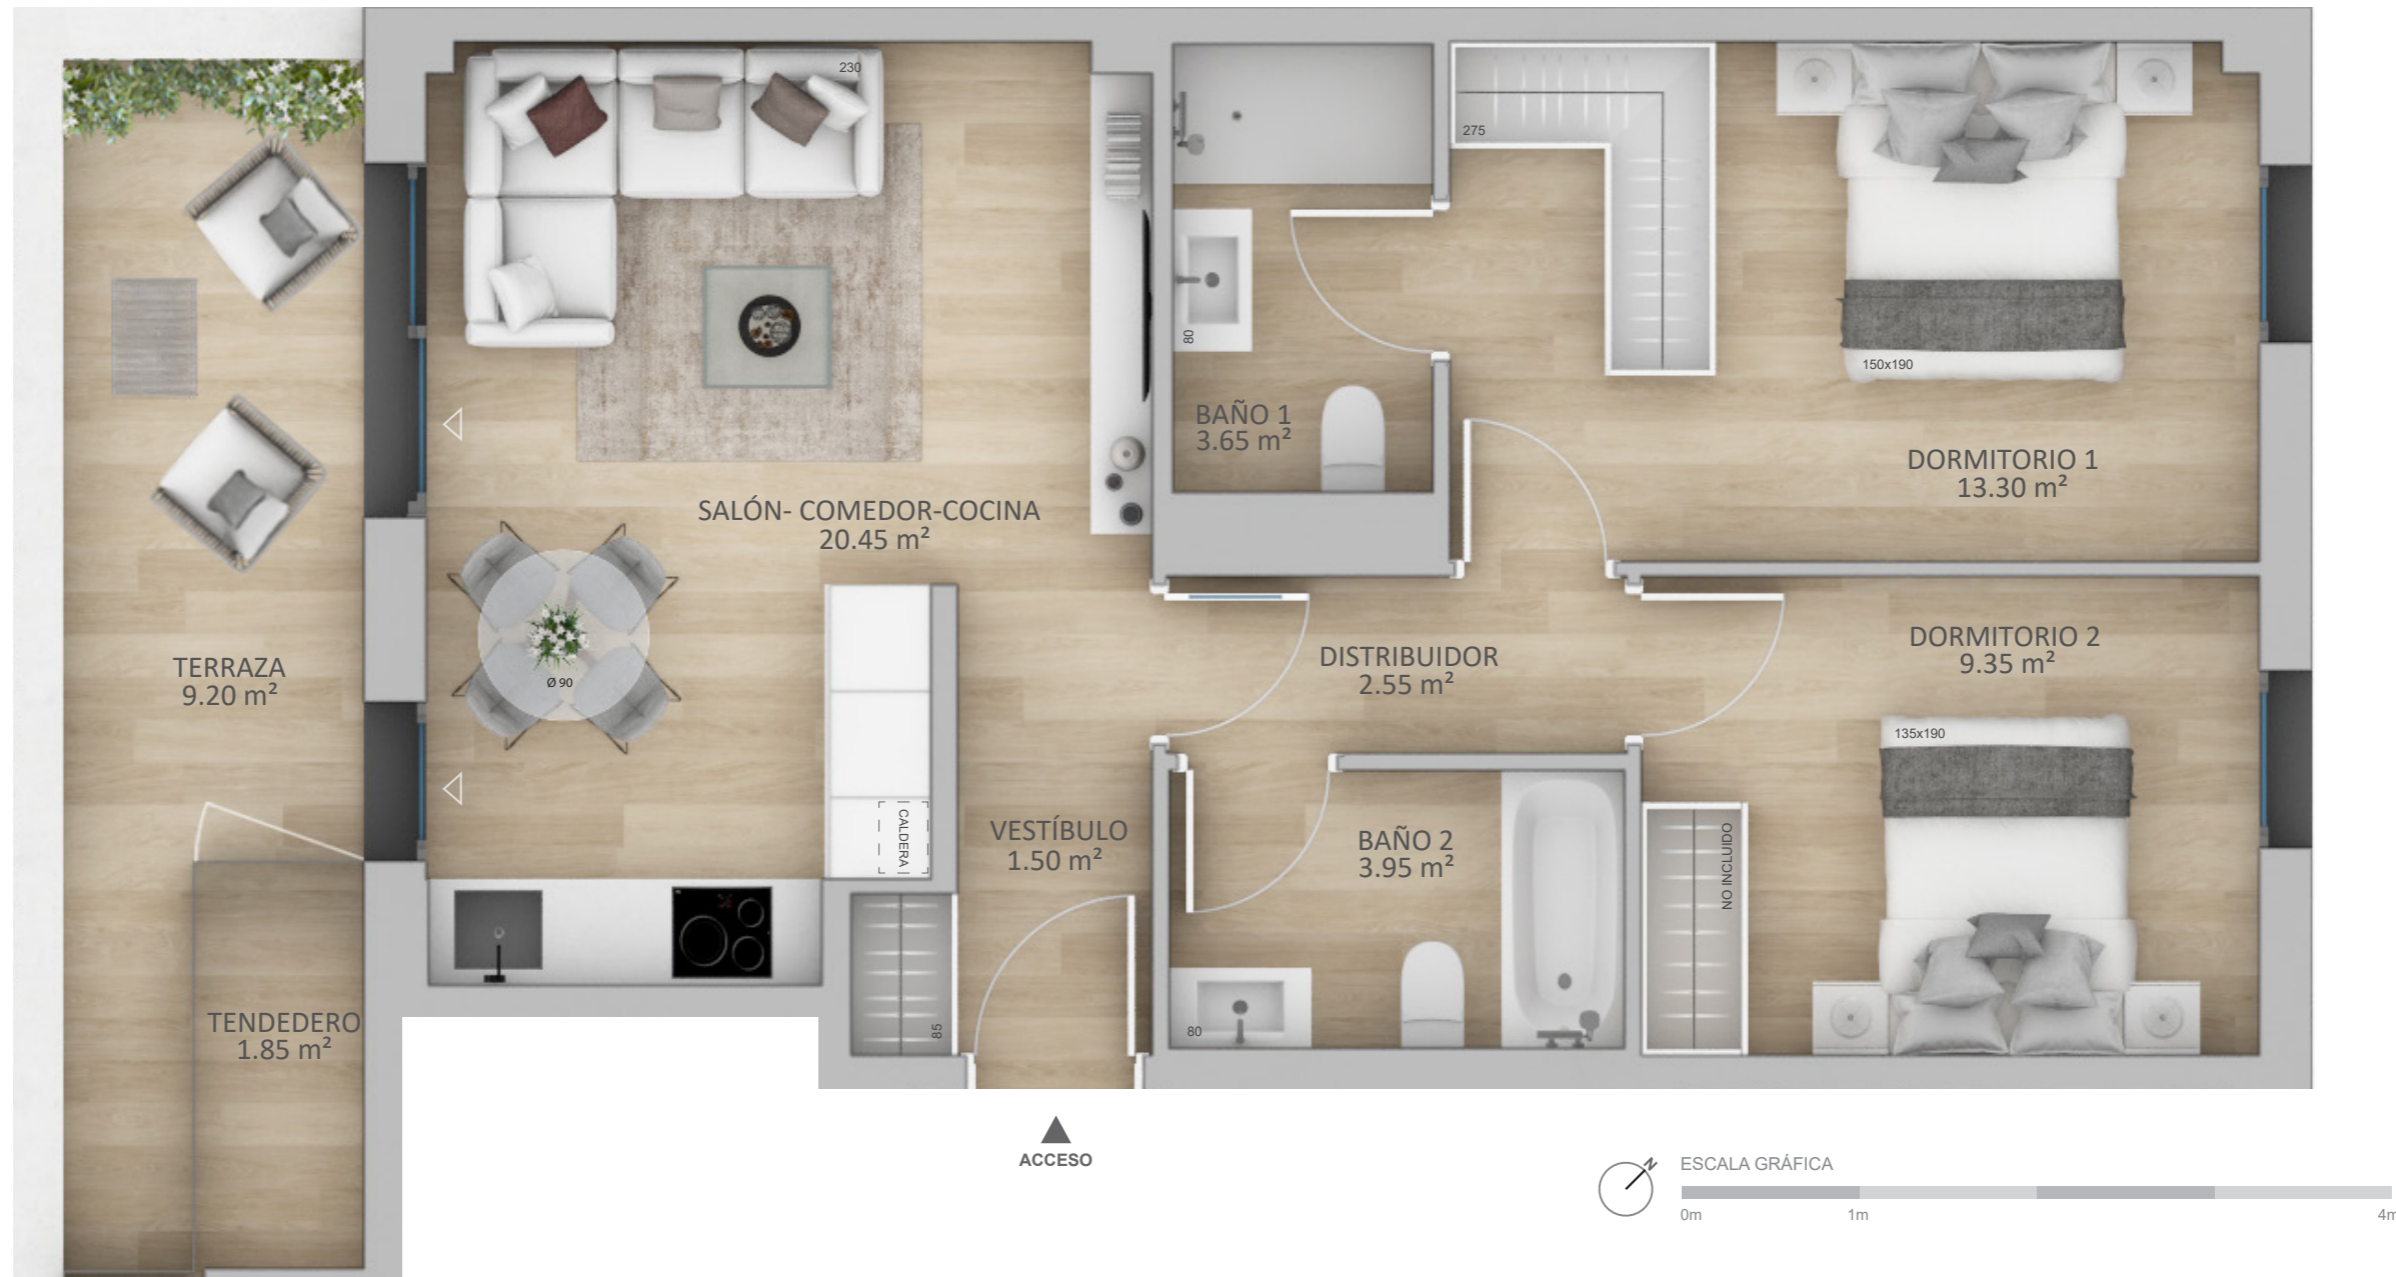 230
275
80
BAÑO 1
3.65 m²
150x190
DORMITORIO 1
13.30 m²
SALÓN- COMEDOR-COCINA
20.45 m²
TERRAZA
9.20 m²
Ø 90
DISTRIBUIDOR
2.55 m²
DORMITORIO 2
9.35 m²
135x190
CALDERA
VESTÍBULO
1.50 m²
BAÑO 2
3.95 m²
NO INCLUIDO
TENDEDERO
1.85 m²
85
80
ACCESO
N
ESCALA GRÁFICA
0m 1m 4m